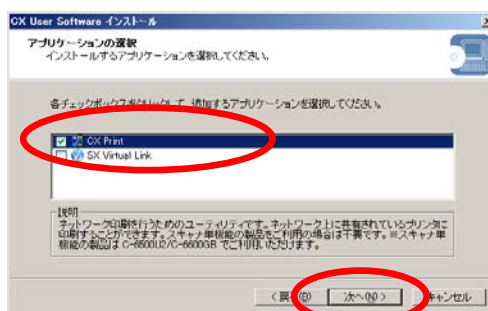 CX User Software インストール
アプリケーションの選択
インストールするアプリケーションを選択してください。
各チェックボックスをクリックして、追加するアプリケーションを選択してください。
CX Print
SX Virtual Link
説明
ネットワーク印刷を行うためのユーティリティです。ネットワーク上に共有されているプリンタに
印刷することができます。スキャナ単機能の製品をご利用の場合は不要です。※スキャナ単
機能の製品は C-6500U2/C-6600GB でご利用いただけます。
< 戻る(B)
次へ(N) >
キャンセル